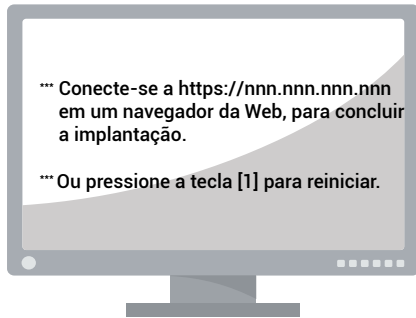 *** Conecte-se a https://nnn.nnn.nnn.nnn
em um navegador da Web, para concluir
a implantação.
*** Ou pressione a tecla [1] para reiniciar.